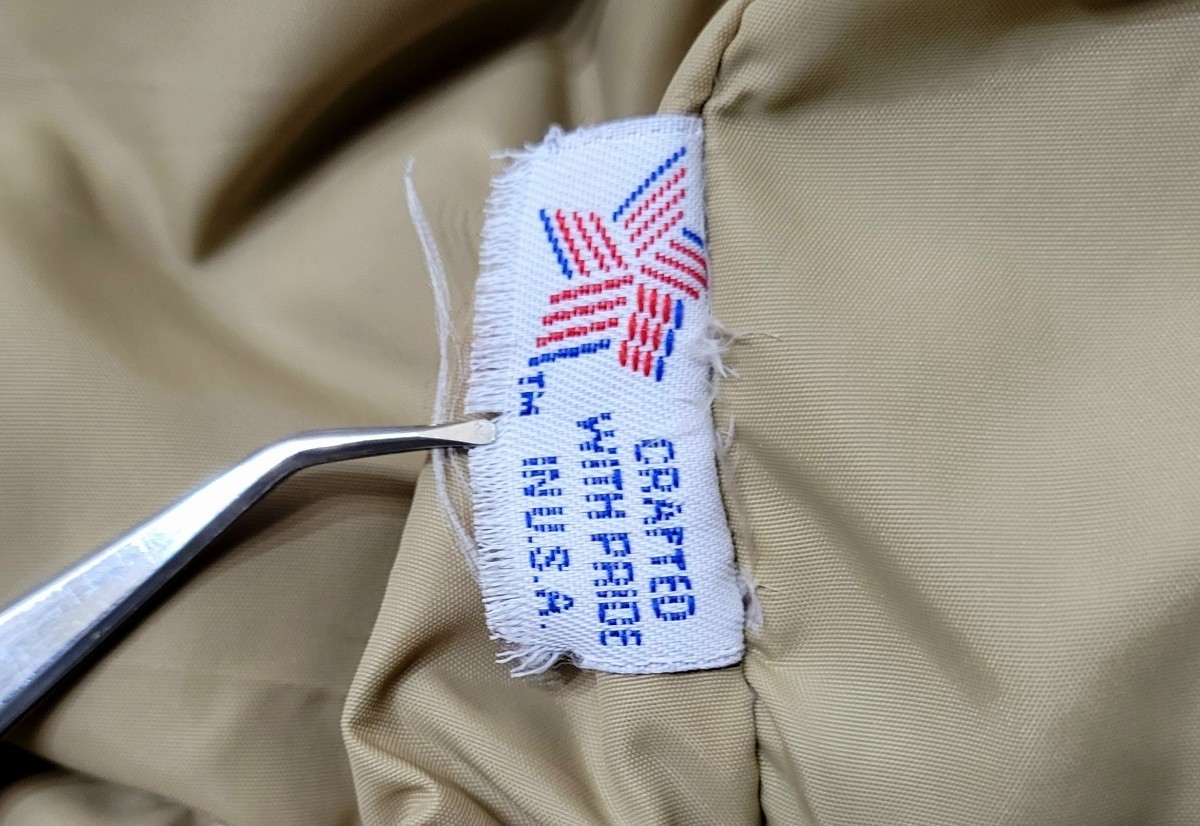 CRAFTED
WITH PRIDE
IN U.S.A.
TM